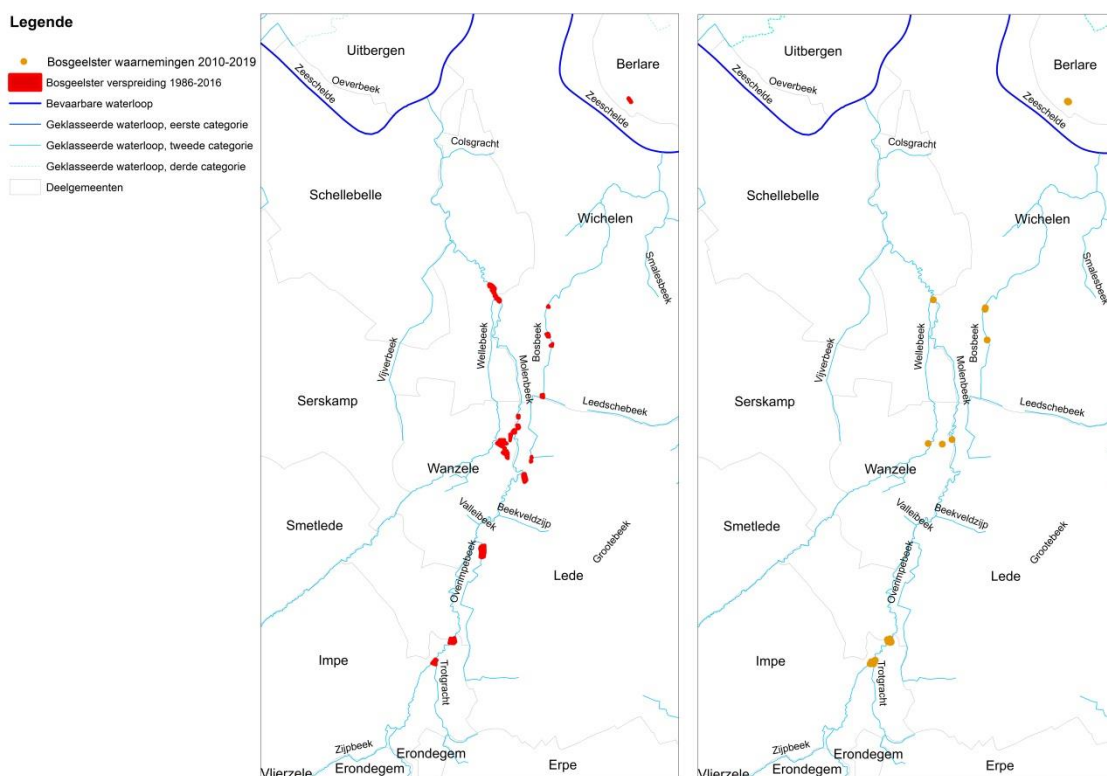 Legende
Bosgeelster waarnemingen 2010-2019
Bosgeelster verspreiding 1986-2016
Bevaarbare waterloop
Geklasseerde waterloop, eerste categorie
Geklasseerde waterloop, tweede categorie
Geklasseerde waterloop, derde categorie
Deelgemeenten
Uitbergen
Berlare
Zeeschelde
Oeverbeek
Zeeschelde
Colsgracht
Schellebelle
Wichelen
Smalesbeek
Wellebeek
Bosbeek
Vijverbeek
Molenbeek
Serskamp
Leedschebeek
Wanzele
Valleibeek
Beekveldzijp
Smetlede
Grootebeek
Overimpebeek
Lede
Impe
Trotgracht
Zijpbeek
Erondegem
Vlierzele
Erondegem
Erpe
Uitbergen
Berlare
Zeeschelde
Oeverbeek
Zeeschelde
Colsgracht
Schellebelle
Wichelen
Smalesbeek
Wellebeek
Bosbeek
Vijverbeek
Molenbeek
Serskamp
Leedschebeek
Wanzele
Valleibeek
Beekveldzijp
Smetlede
Grootebeek
Overimpebeek
Lede
Impe
Trotgracht
Zijpbeek
Erondegem
Vlierzele
Erondegem
Erpe